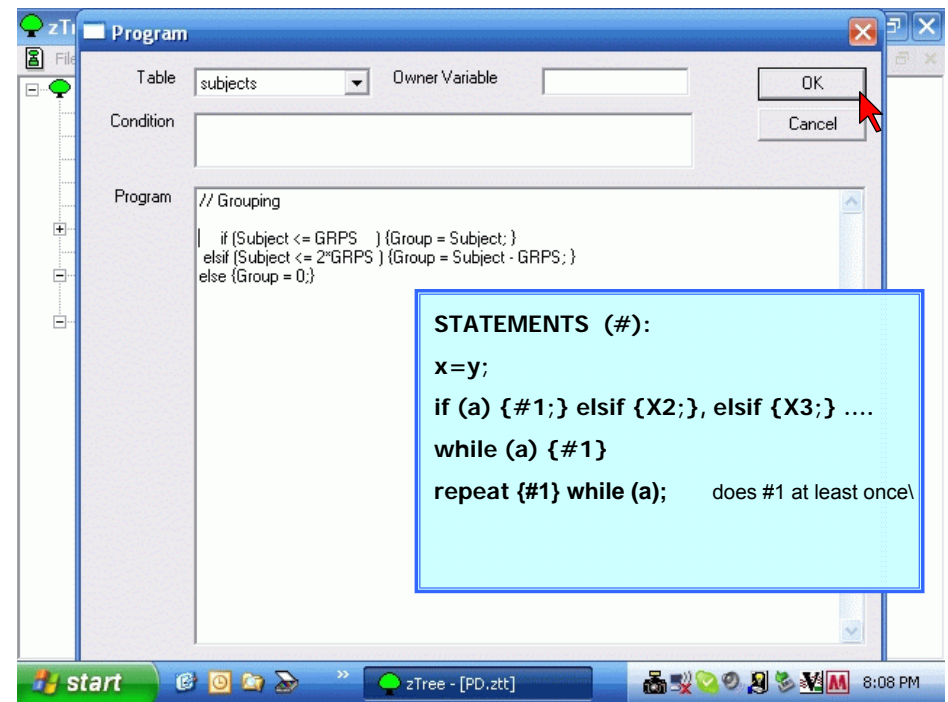 zTr
Program
File
Table
subjects
Owner Variable
OK
Condition
Cancel
Program
// Grouping
if (Subject <= GRPS ) {Group = Subject; }
elsif (Subject <= 2*GRPS ) {Group = Subject - GRPS; }
else {Group = 0;}
STATEMENTS (#):
x=y;
if (a) {#1;} elsif {X2;}, elsif {X3;} ....
while (a) {#1}
repeat {#1} while (a); does #1 at least once\
start
zTree - [PD.ztt]
8:08 PM